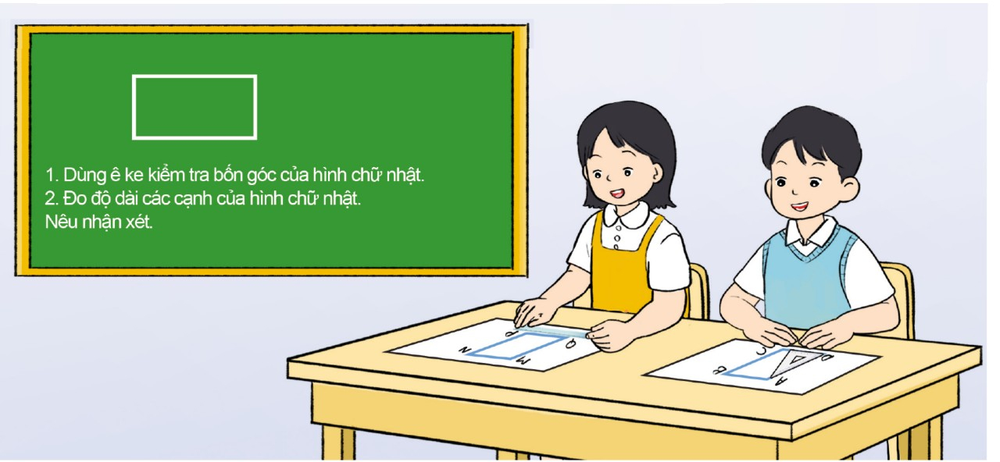 1. Dùng ê ke kiểm tra bốn góc của hình chữ nhật.
2. Đo độ dài các cạnh của hình chữ nhật.
Nêu nhận xét.
P
Q
N
M
C
D
B
A